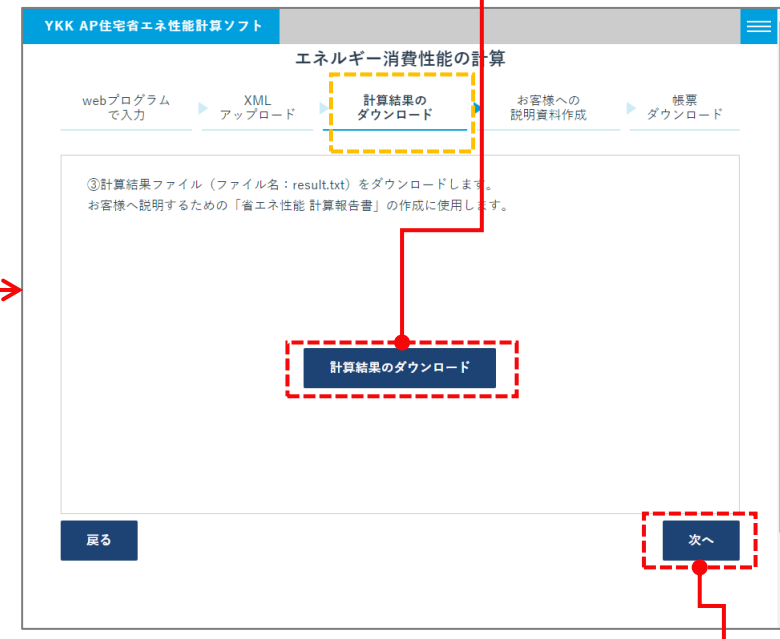 YKK AP住宅省エネ性能計算ソフト
エネルギー消費性能の計算
webプログラム
で入力
XML
アップロード
計算結果の
ダウンロード
お客様への
説明資料作成
帳票
ダウンロード
③計算結果ファイル（ファイル名：result.txt）をダウンロードします。
お客様へ説明するための「省エネ性能 計算報告書」の作成に使用します。
計算結果のダウンロード
戻る
次へ